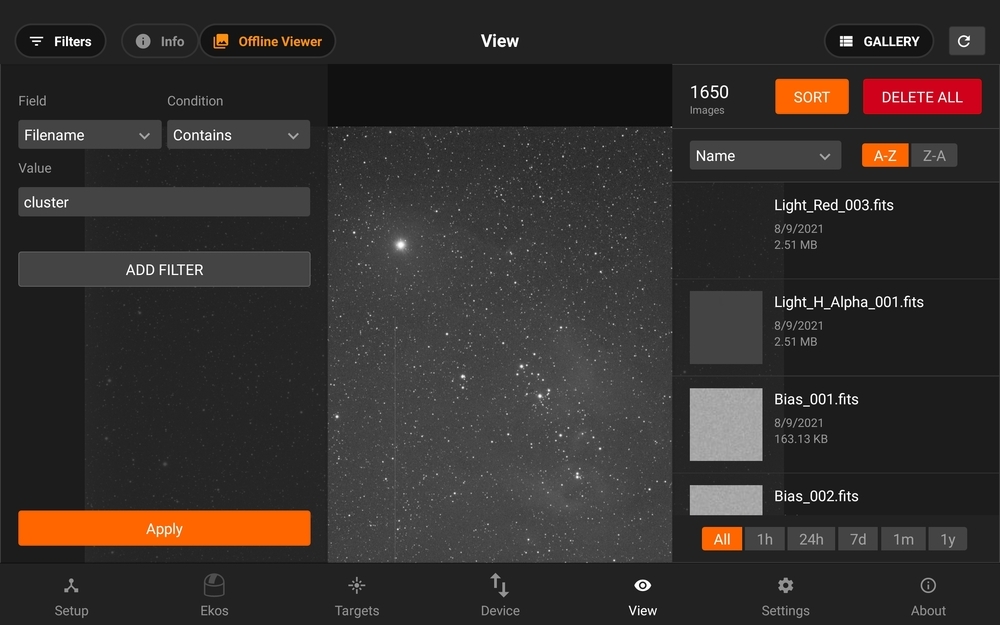 Filters
Info
Offline Viewer
View
GALLERY
Field
Condition
Filename
Contains
Value
cluster
ADD FILTER
Apply
1650
Images
SORT
DELETE ALL
Name
A-Z
Z-A
Light_Red_003.fits
8/9/2021
2.51 MB
Light_H_Alpha_001.fits
8/9/2021
2.51 MB
Bias_001.fits
8/9/2021
163.13 KB
Bias_002.fits
All
1h
24h
7d
1m
1y
Setup
Ekos
Targets
Device
View
Settings
About